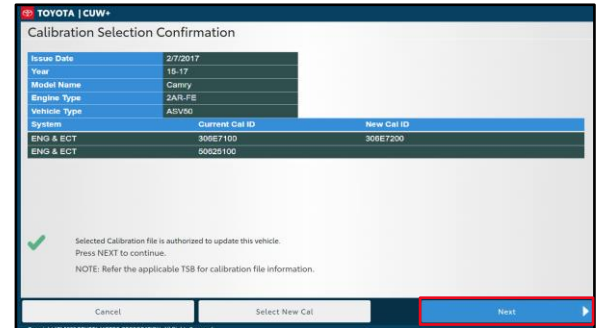 TOYOTA | CUW+
Calibration Selection Confirmation
Issue Date 2/7/2017
Year 15-17
Model Name Camry
Engine Type 2AR-FE
Vehicle Type ASV50
System Current Cal ID New Cal ID
ENG & ECT 306E7100 306E7200
ENG & ECT 50625100
Selected Calibration file is authorized to update this vehicle.
Press NEXT to continue.
NOTE: Refer the applicable TSB for calibration file information.
Cancel Select New Cal Next